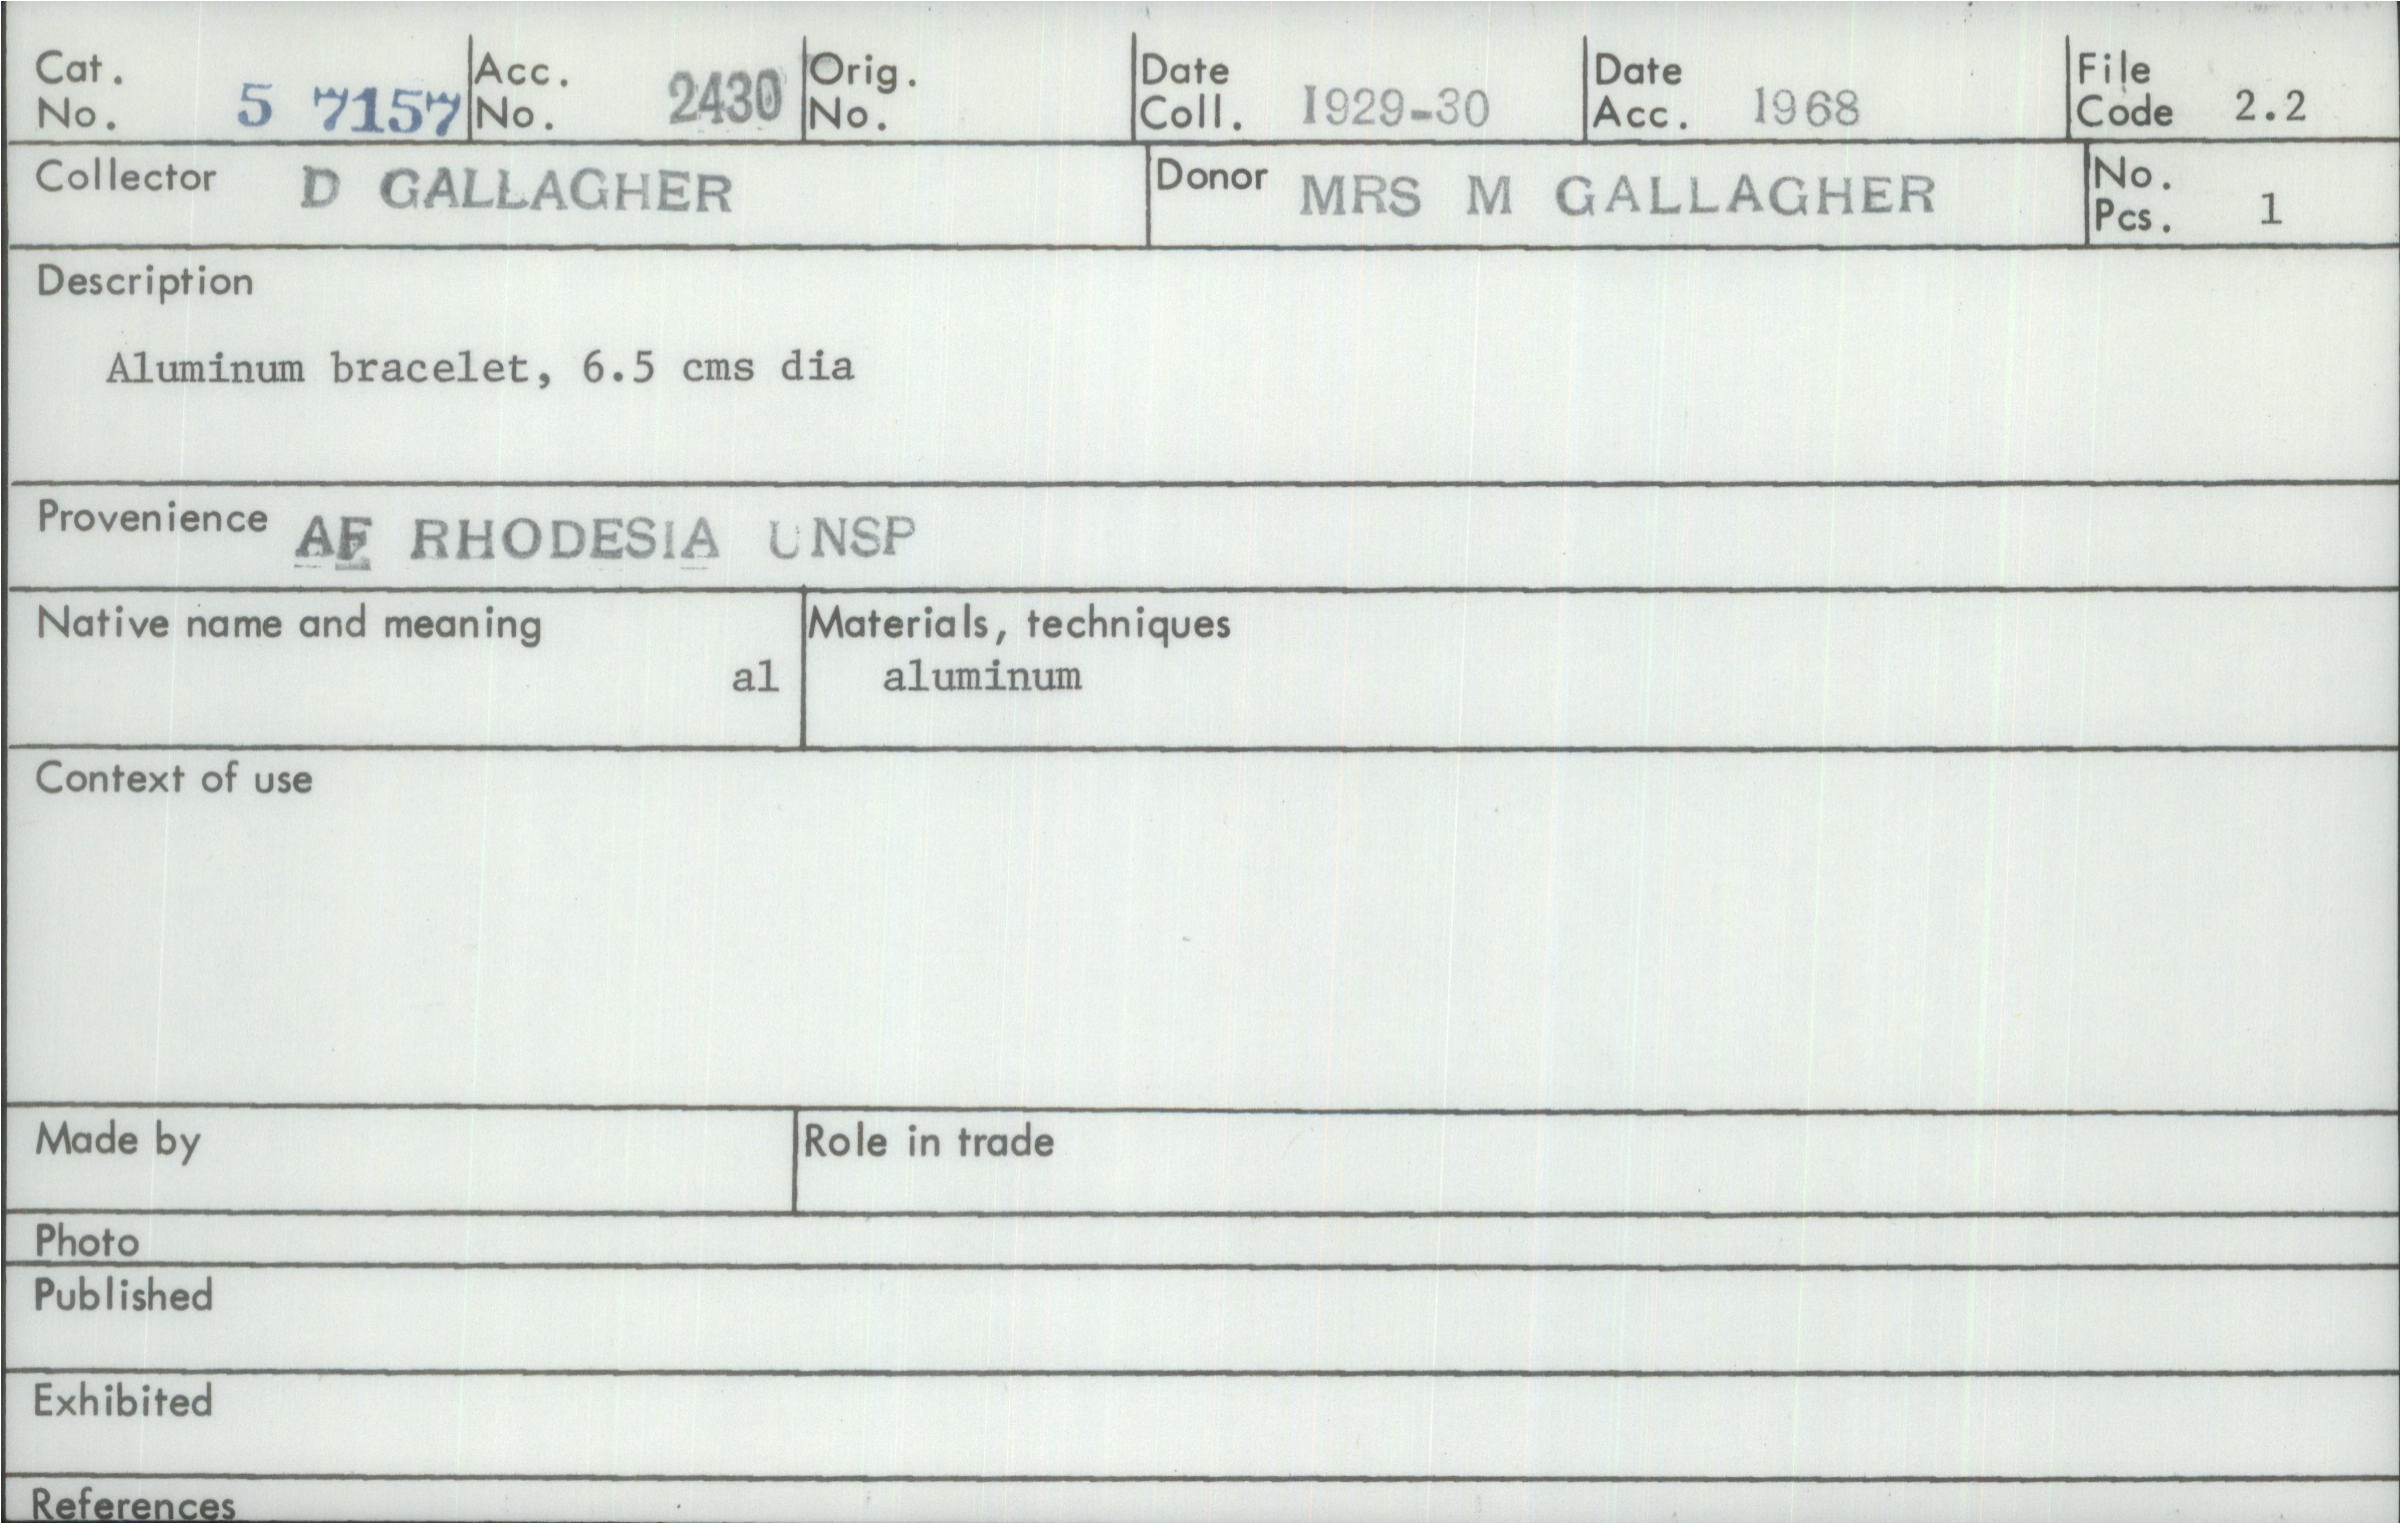 Cat. No. 5 7157 Acc. No. 2430 Orig. No. Date Coll. 1929-30 Date Acc. 1968 File Code 2.2
Collector D GALLAGHER Donor MRS M GALLAGHER No. Pcs. 1
Description
Aluminum bracelet, 6.5 cms dia
Provenience AF RHODESIA UNSP
Native name and meaning Materials, techniques
al aluminum
Context of use
Made by Role in trade
Photo
Published
Exhibited
References